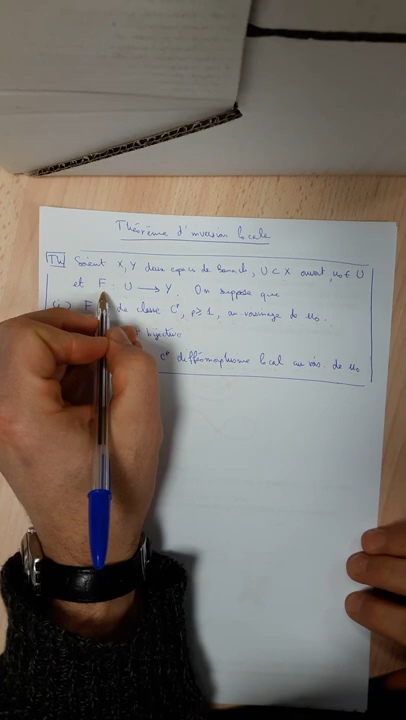 Théorème d'inversion locale
Th Soient X, Y deux espaces de Banach, U ⊂ X ouvert, u₀ ∈ U
et F : U → Y. On suppose que
F de classe Cᵖ, p ≥ 1, au voisinage de u₀.
bijective
Cᵖ difféomorphisme local au vois. de u₀